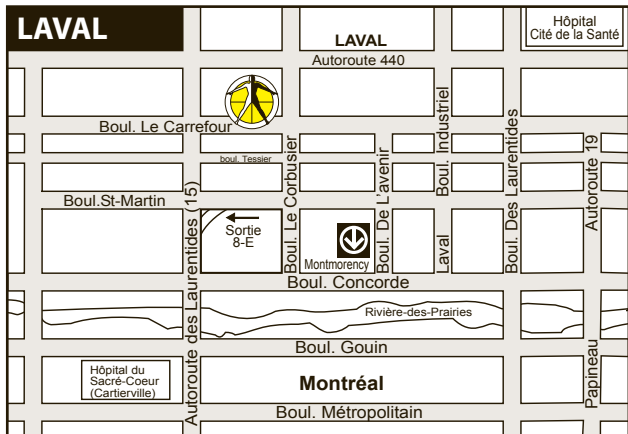 LAVAL
LAVAL
Hôpital
Cité de la Santé
Autoroute 440
Boul. Le Carrefour
boul. Tessier
Boul.St-Martin
Autoroute des Laurentides (15)
Sortie
8-E
Boul. Le Corbusier
Montmorency
Boul. De L'avenir
Boul. Industriel
Laval
Boul. Des Laurentides
Autoroute 19
Boul. Concorde
Rivière-des-Prairies
Boul. Gouin
Hôpital du
Sacré-Coeur
(Cartierville)
Montréal
Papineau
Boul. Métropolitain